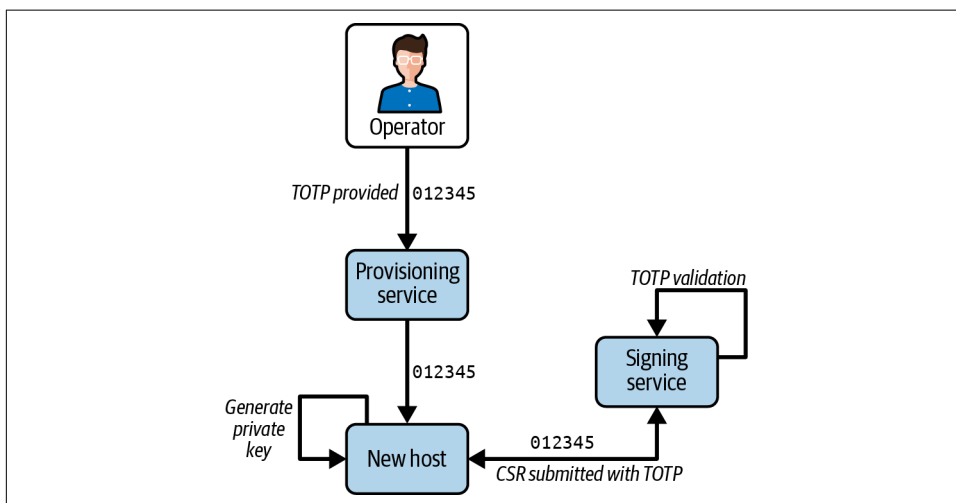 Operator
TOTP provided
012345
Provisioning
service
TOTP validation
012345
Signing
service
Generate
private
key
New host
012345
CSR submitted with TOTP